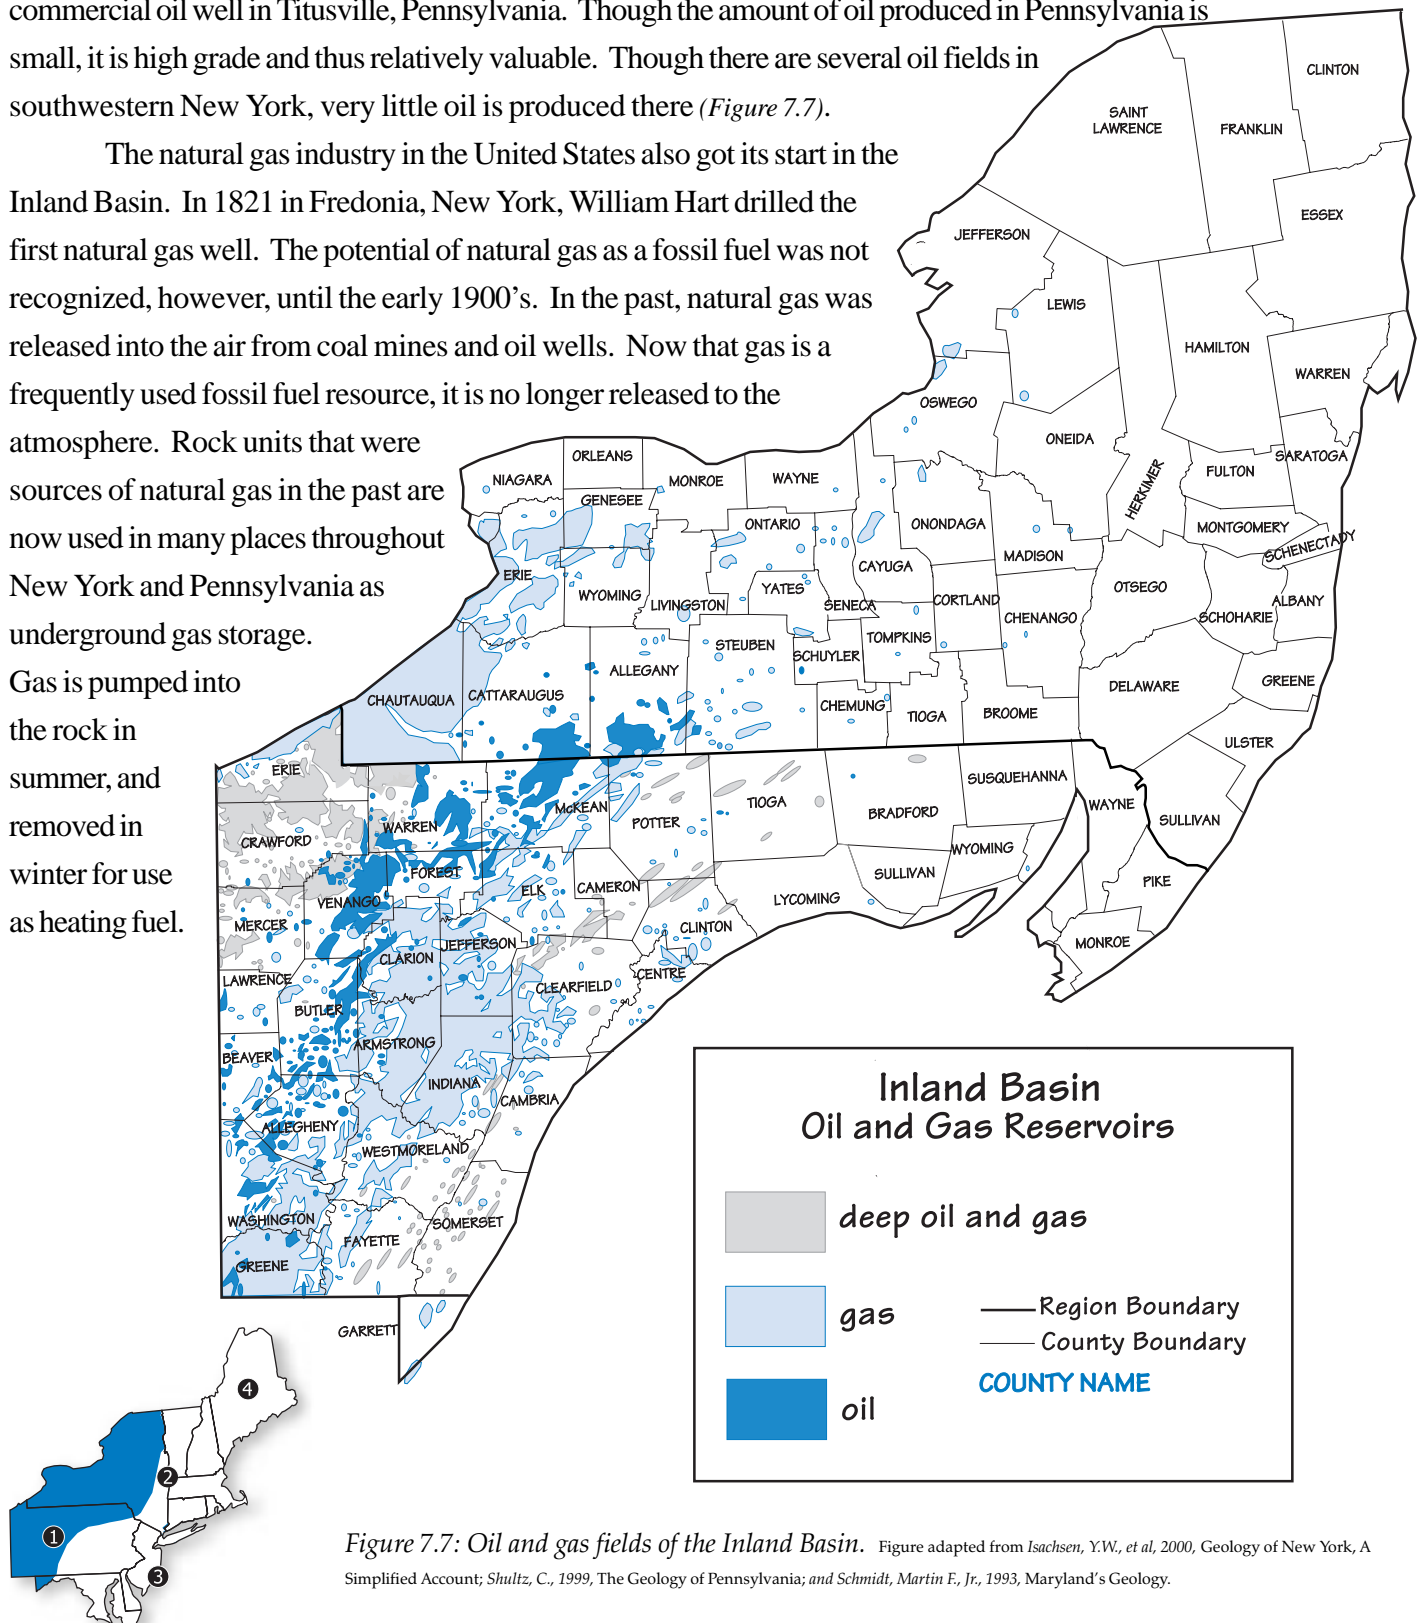 commercial oil well in Titusville, Pennsylvania. Though the amount of oil produced in Pennsylvania is
small, it is high grade and thus relatively valuable. Though there are several oil fields in
southwestern New York, very little oil is produced there (Figure 7.7).
The natural gas industry in the United States also got its start in the
Inland Basin. In 1821 in Fredonia, New York, William Hart drilled the
first natural gas well. The potential of natural gas as a fossil fuel was not
recognized, however, until the early 1900's. In the past, natural gas was
released into the air from coal mines and oil wells. Now that gas is a
frequently used fossil fuel resource, it is no longer released to the
atmosphere. Rock units that were
sources of natural gas in the past are
now used in many places throughout
New York and Pennsylvania as
underground gas storage.
Gas is pumped into
the rock in
summer, and
removed in
winter for use
as heating fuel.
CLINTON
SAINT
LAWRENCE
FRANKLIN
ESSEX
JEFFERSON
LEWIS
HAMILTON
WARREN
OSWEGO
ONEIDA
HERKIMER
SARATOGA
FULTON
ORLEANS
NIAGARA
GENESEE
MONROE
WAYNE
ONTARIO
ONONDAGA
MADISON
MONTGOMERY
SCHENECTADY
ERIE
WYOMING
LIVINGSTON
YATES
SENECA
CAYUGA
CORTLAND
CHENANGO
OTSEGO
SCHOHARIE
ALBANY
STEUBEN
SCHUYLER
TOMPKINS
ALLEGANY
CHAUTAUQUA
CATTARAUGUS
CHEMUNG
TIOGA
BROOME
DELAWARE
GREENE
ULSTER
SULLIVAN
ERIE
CRAWFORD
WARREN
McKEAN
POTTER
TIOGA
BRADFORD
SUSQUEHANNA
WAYNE
WYOMING
SULLIVAN
PIKE
MONROE
LYCOMING
FOREST
VENANGO
ELK
CAMERON
CLINTON
MERCER
CLARION
JEFFERSON
CENTRE
CLEARFIELD
LAWRENCE
BUTLER
ARMSTRONG
BEAVER
INDIANA
CAMBRIA
ALLEGHENY
WESTMORELAND
WASHINGTON
FAYETTE
SOMERSET
GREENE
GARRETT
Inland Basin
Oil and Gas Reservoirs
deep oil and gas
gas
oil
Region Boundary
County Boundary
COUNTY NAME
4
2
1
3
Figure 7.7: Oil and gas fields of the Inland Basin. Figure adapted from Isachsen, Y.W., et al, 2000, Geology of New York, A
Simplified Account; Shultz, C., 1999, The Geology of Pennsylvania; and Schmidt, Martin F., Jr., 1993, Maryland's Geology.